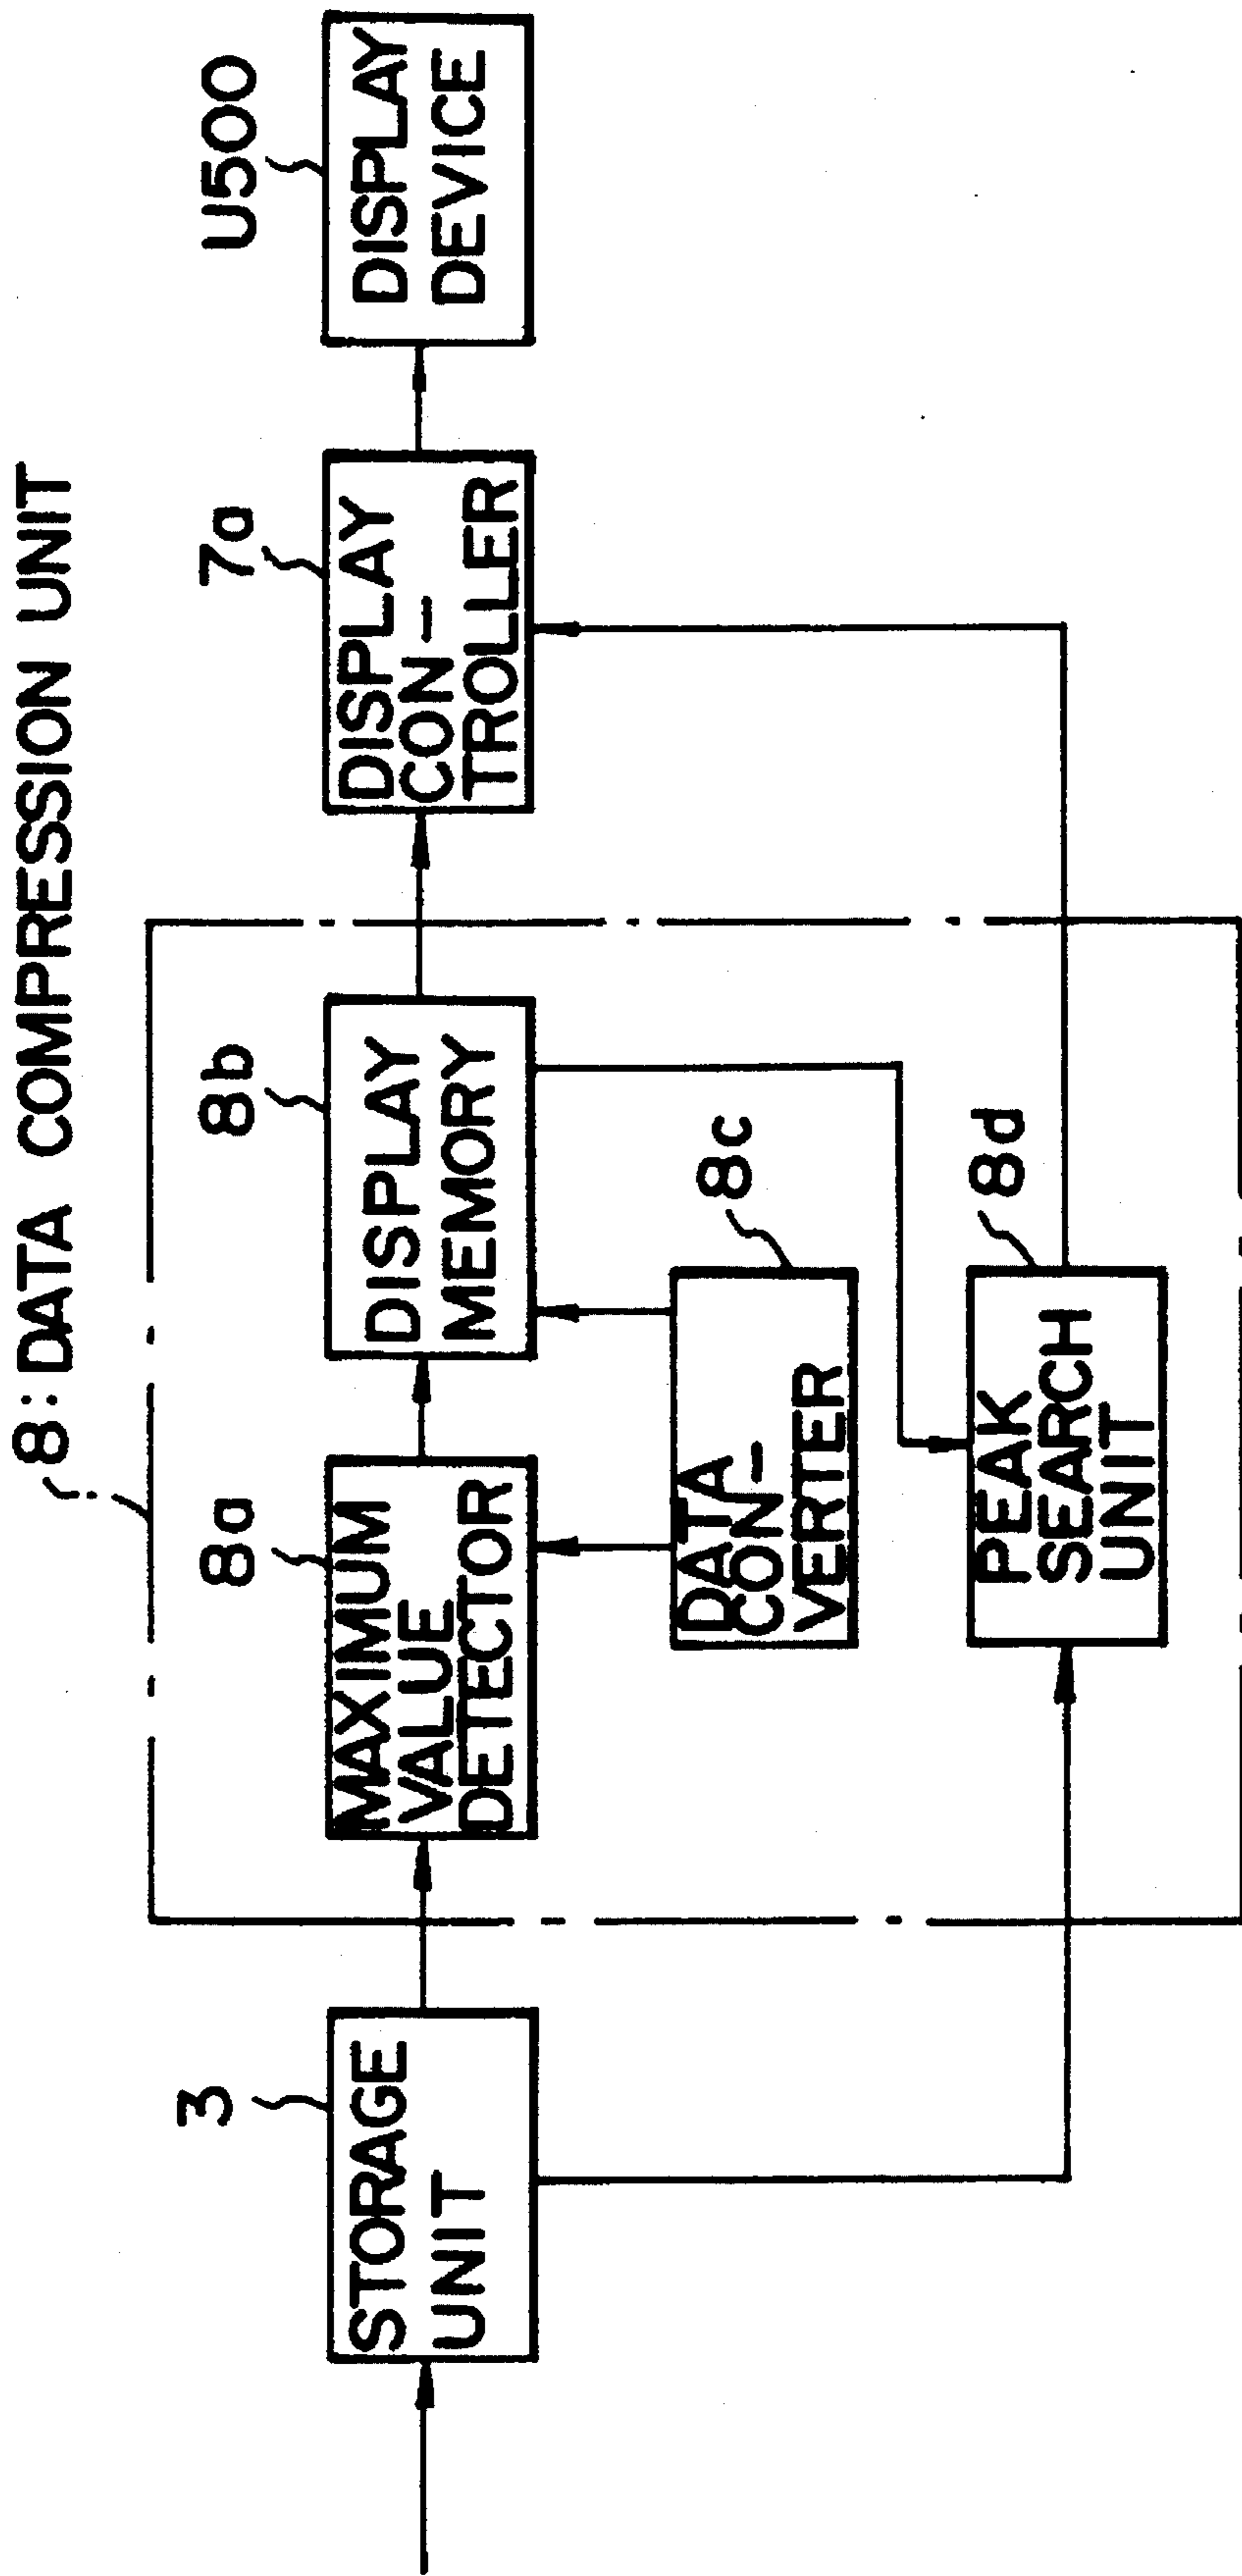 8: DATA COMPRESSION UNIT
3
STORAGE
UNIT
8a
MAXIMUM
VALUE
DETECTOR
8b
DISPLAY
MEMORY
7a
DISPLAY
CON-
TROLLER
U500
DISPLAY
DEVICE
8c
DATA
CON-
VERTER
8d
PEAK
SEARCH
UNIT